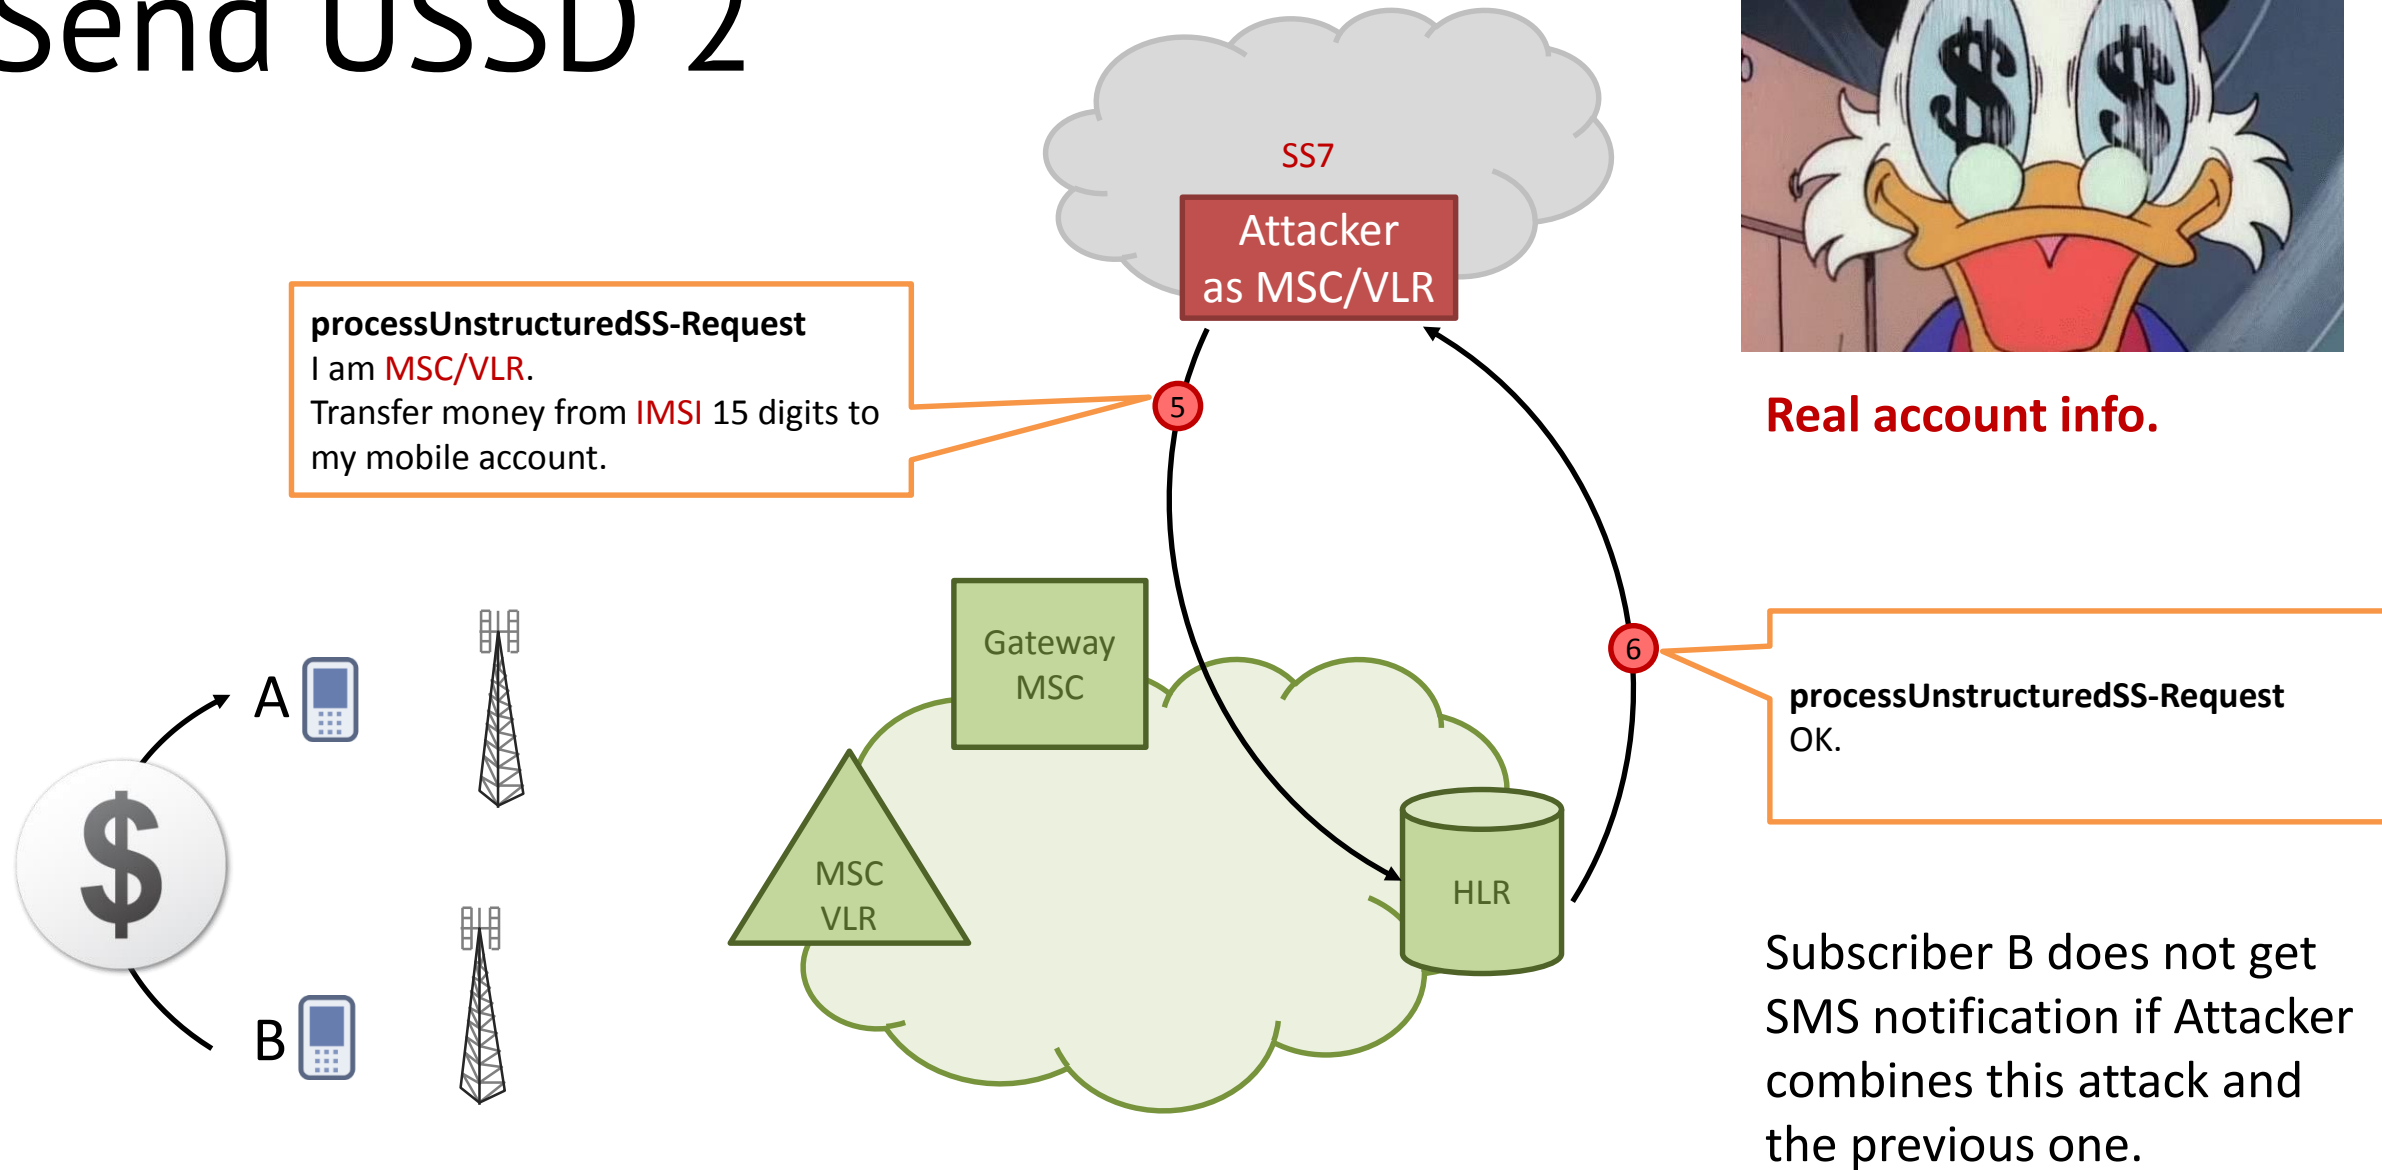 Send USSD 2
SS7
Attacker
as MSC/VLR
processUnstructuredSS-Request
I am MSC/VLR.
Transfer money from IMSI 15 digits to
my mobile account.
5
Real account info.
Gateway
MSC
6
processUnstructuredSS-Request
OK.
A
$
MSC
VLR
HLR
B
Subscriber B does not get
SMS notification if Attacker
combines this attack and
the previous one.
$ $